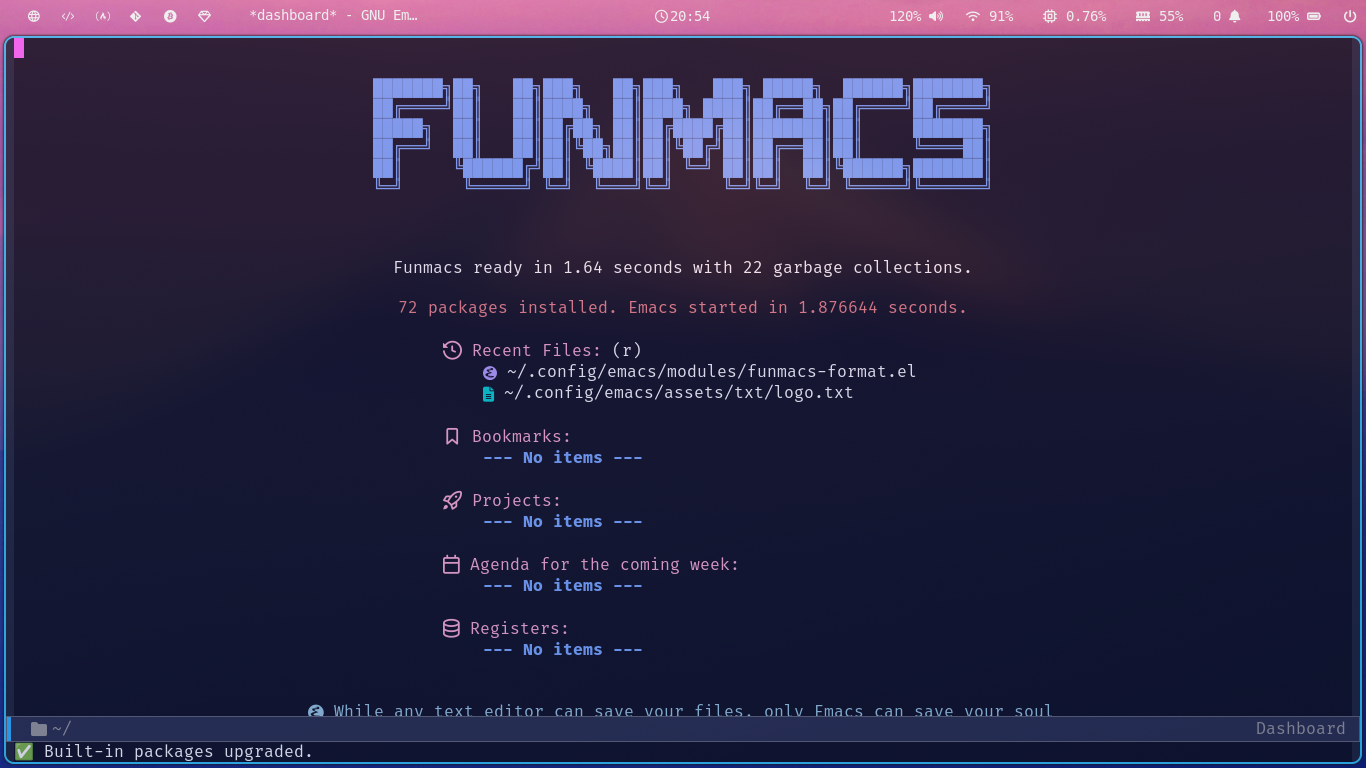 *dashboard* - GNU Em…
20:54
120%
91%
0.76%
55%
0
100%
FUNMACS
Funmacs ready in 1.64 seconds with 22 garbage collections.
72 packages installed. Emacs started in 1.876644 seconds.
Recent Files: (r)
~/.config/emacs/modules/funmacs-format.el
~/.config/emacs/assets/txt/logo.txt
Bookmarks:
--- No items ---
Projects:
--- No items ---
Agenda for the coming week:
--- No items ---
Registers:
--- No items ---
While any text editor can save your files, only Emacs can save your soul
~/
Dashboard
✅ Built-in packages upgraded.